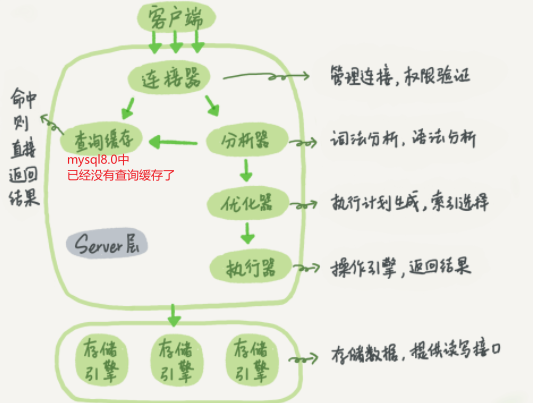 客户端
连接器
管理连接，权限验证
命中
则
直接
返回
结果
查询缓存
mysql8.0中
已经没有查询缓存了
分析器
词法分析，语法分析
优化器
执行计划生成，索引选择
Server层
执行器
操作引擎，返回结果
存储
引擎
存储
引擎
存储
引擎
存储数据，提供读写接口